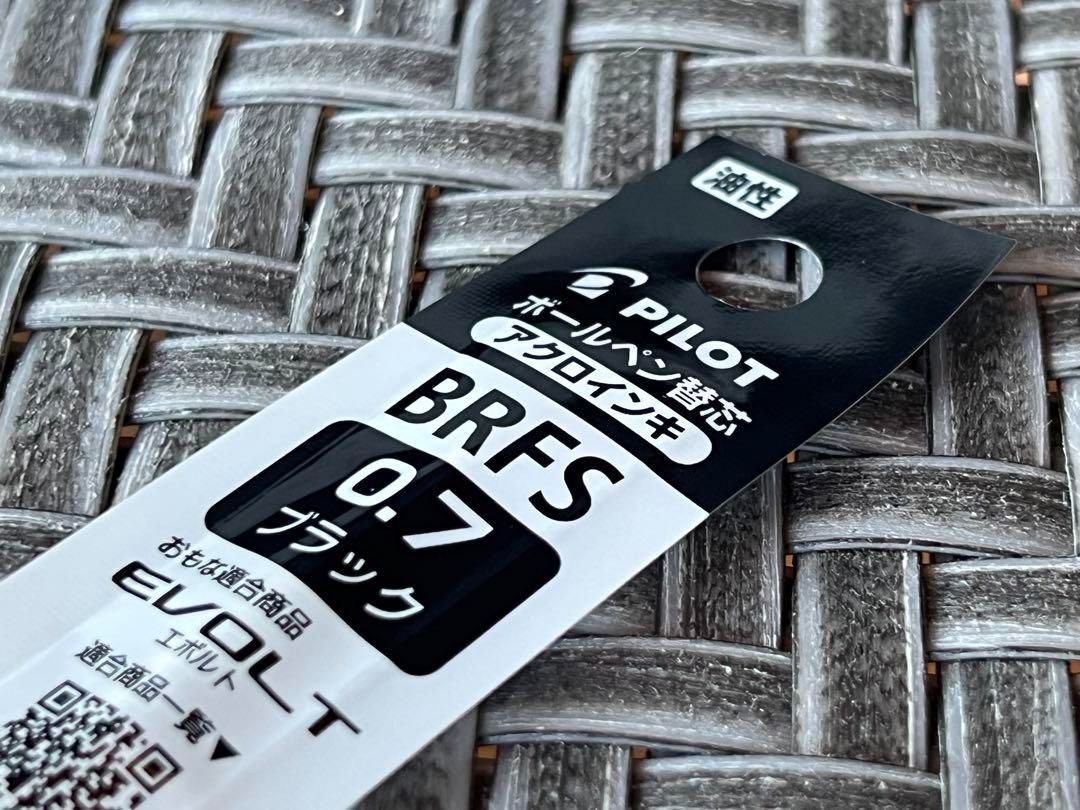 油性
PILOT
ボールペン替芯
アクロインキ
BRFS
0.7
ブラック
おもな適合商品
EVOLT
エボルト
適合商品一覧▼